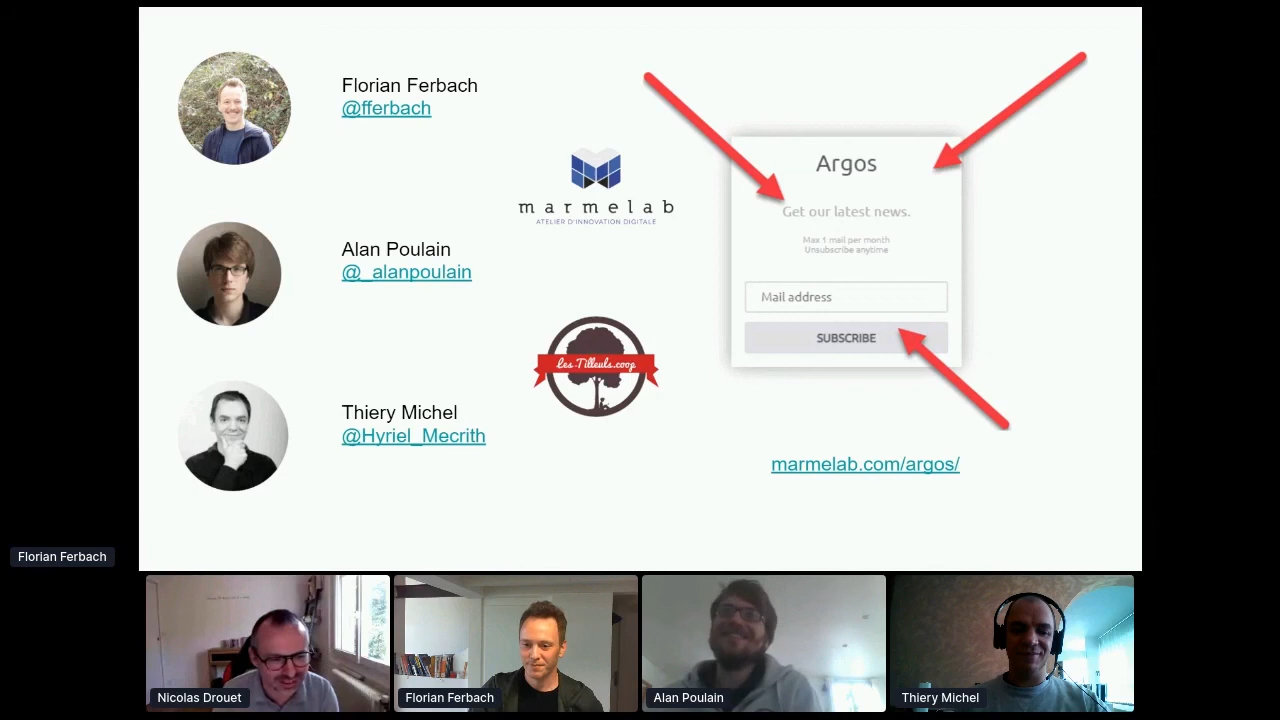 Florian Ferbach
@fferbach
marmelab
ATELIER D'INNOVATION DIGITALE
Alan Poulain
@_alanpoulain
Les-Tilleuls.coop
Thiery Michel
@Hyriel_Mecrith
Argos
Get our latest news.
Max 1 mail per month
Unsubscribe anytime
Mail address
SUBSCRIBE
marmelab.com/argos/
Florian Ferbach
Nicolas Drouet
Florian Ferbach
Alan Poulain
Thiery Michel